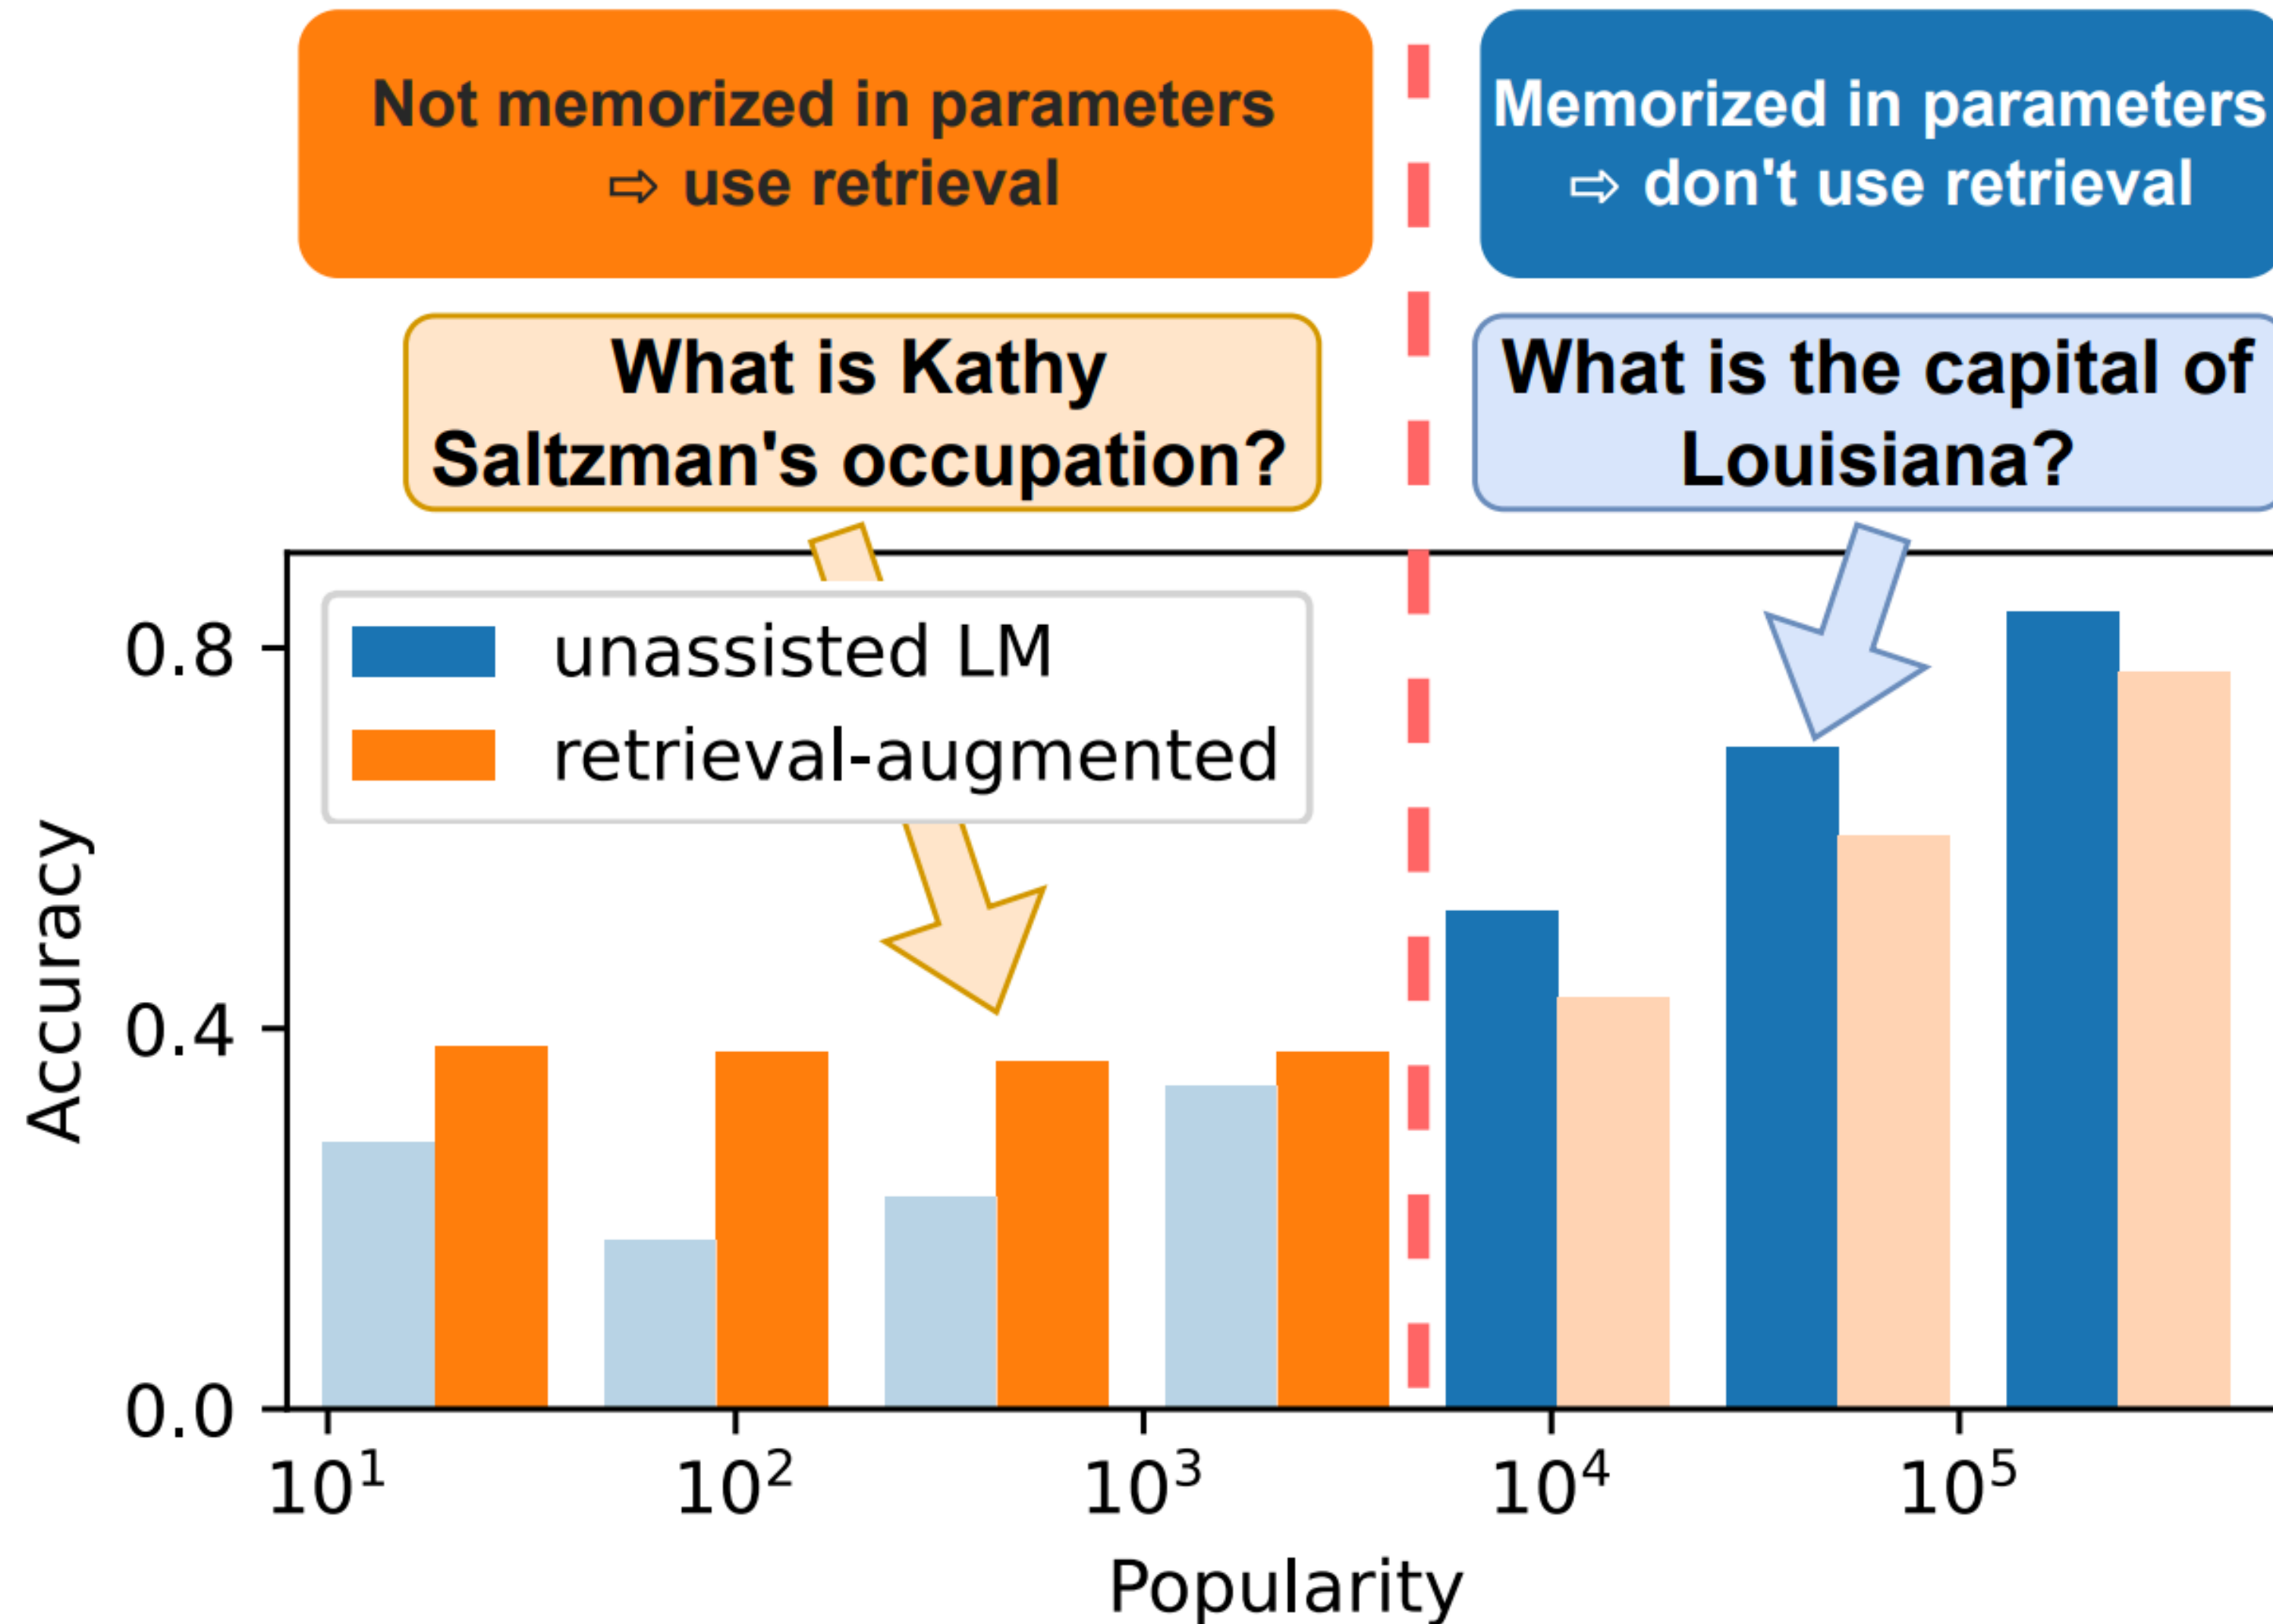 Not memorized in parameters
⇨ use retrieval
Memorized in parameters
⇨ don't use retrieval
What is Kathy
Saltzman's occupation?
What is the capital of
Louisiana?
unassisted LM
retrieval-augmented
Accuracy
0.8
0.4
0.0
10¹ 10² 10³ 10⁴ 10⁵
Popularity